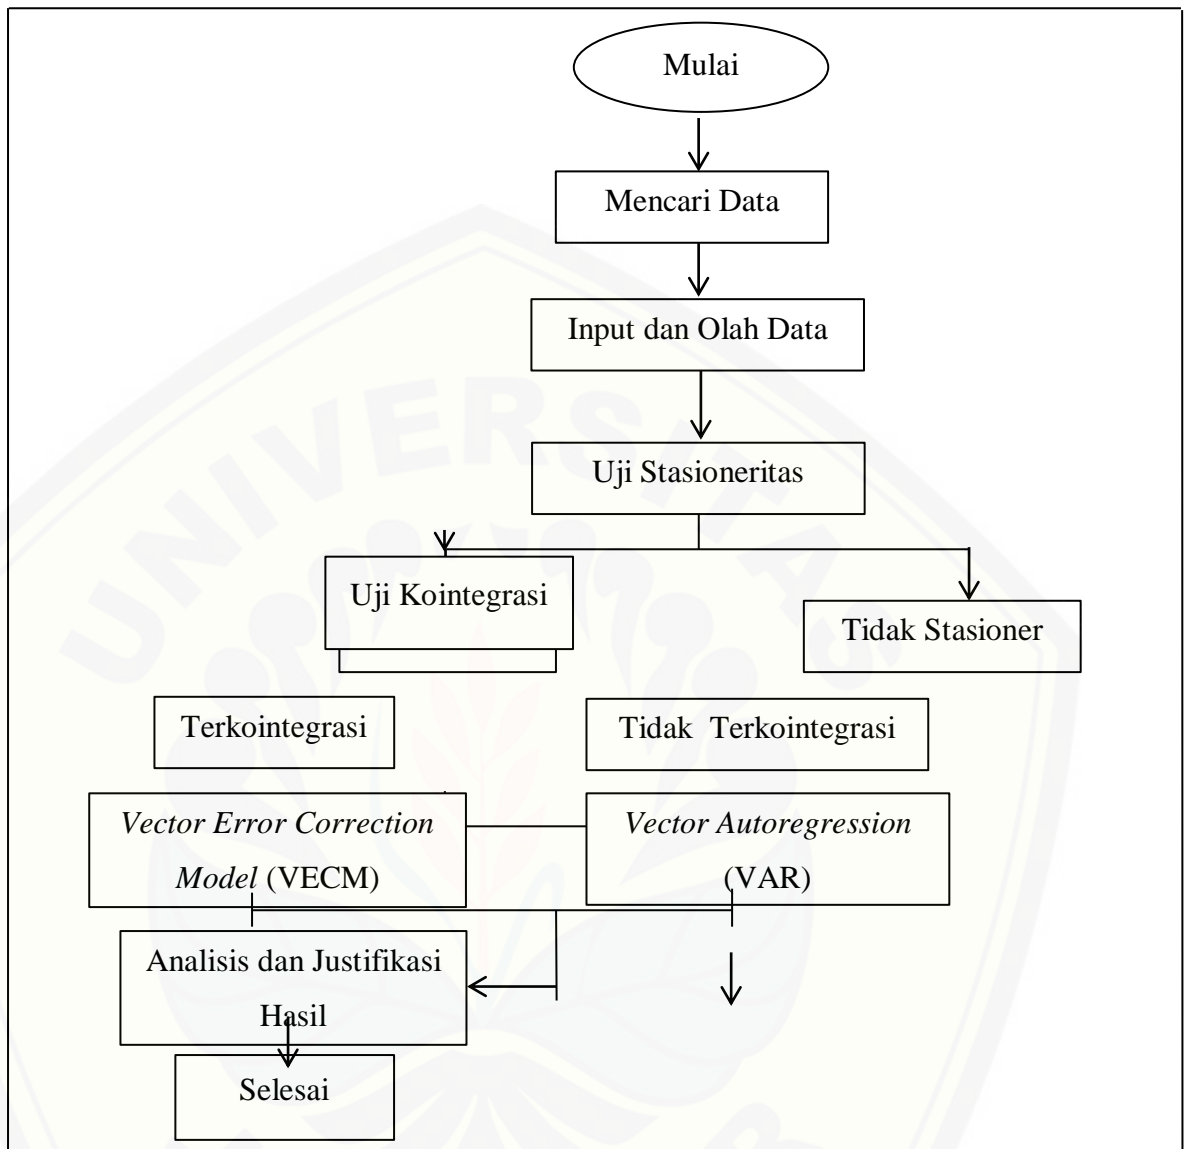 Mulai
Mencari Data
Input dan Olah Data
Uji Stasioneritas
Uji Kointegrasi
Tidak Stasioner
Terkointegrasi
Tidak Terkointegrasi
Vector Error Correction
Model (VECM)
Vector Autoregression
(VAR)
Analisis dan Justifikasi
Hasil
Selesai
UNIVERSITAS